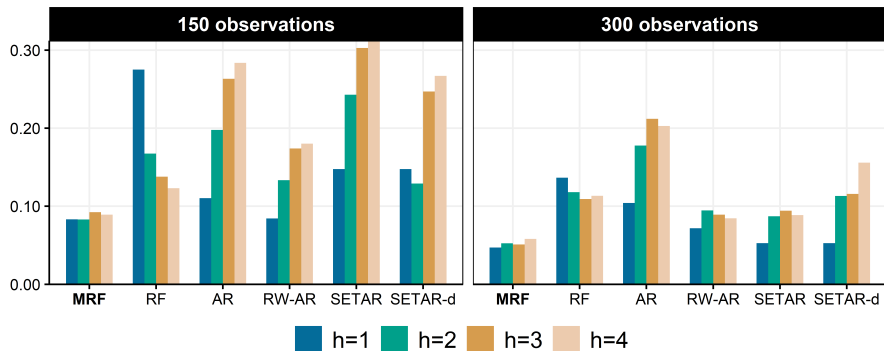 150 observations
300 observations
0.30
0.20
0.10
0.00
MRF RF AR RW-AR SETAR SETAR-d
MRF RF AR RW-AR SETAR SETAR-d
h=1 h=2 h=3 h=4